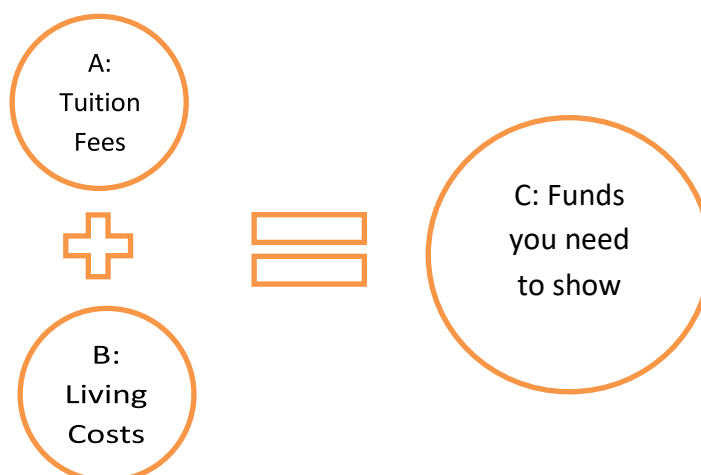 A:
Tuition
Fees
B:
Living
Costs
C: Funds
you need
to show